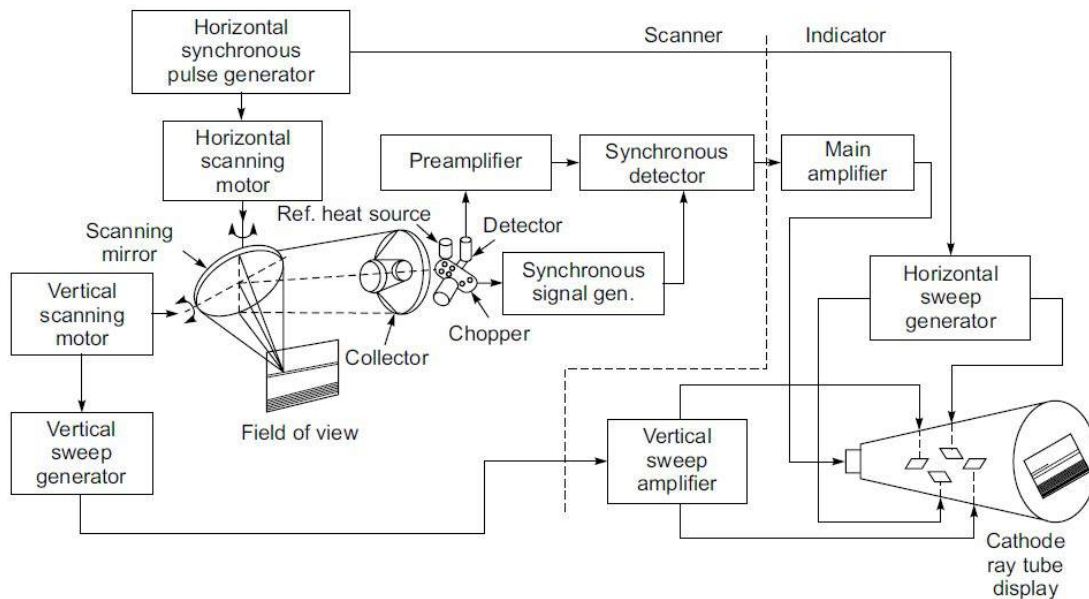 Horizontal
synchronous
pulse generator
Scanner
Indicator
Horizontal
scanning
motor
Preamplifier
Synchronous
detector
Main
amplifier
Ref. heat source
Detector
Scanning
mirror
Vertical
scanning
motor
Synchronous
signal gen.
Horizontal
sweep
generator
Chopper
Collector
Field of view
Vertical
sweep
generator
Vertical
sweep
amplifier
Cathode
ray tube
display